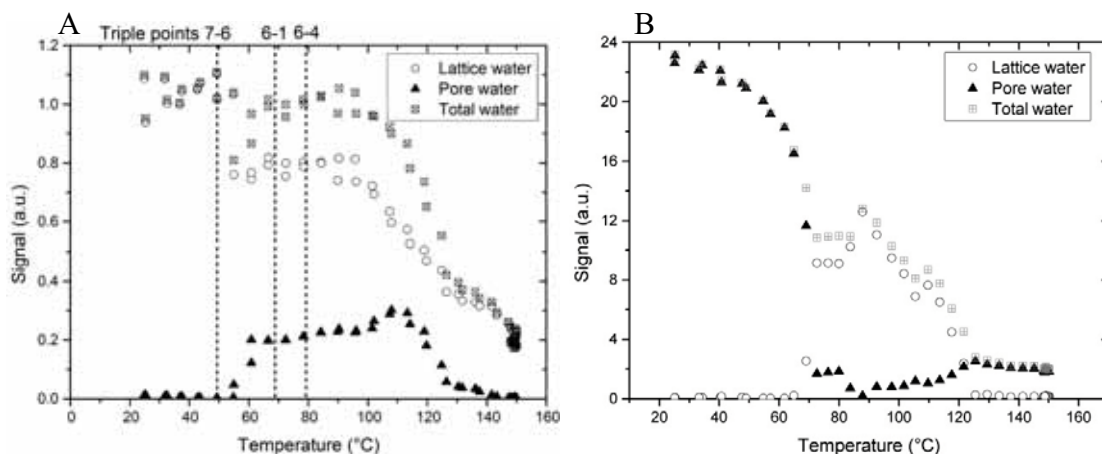 A
Triple points 7-6 6-1 6-4
Lattice water
Pore water
Total water
Signal (a.u.)
1.2
1.0
0.8
0.6
0.4
0.2
0.0
0 20 40 60 80 100 120 140 160
Temperature (°C)
B
Lattice water
Pore water
Total water
Signal (a.u.)
24
20
16
12
8
4
0
20 40 60 80 100 120 140 160
Temperature (°C)